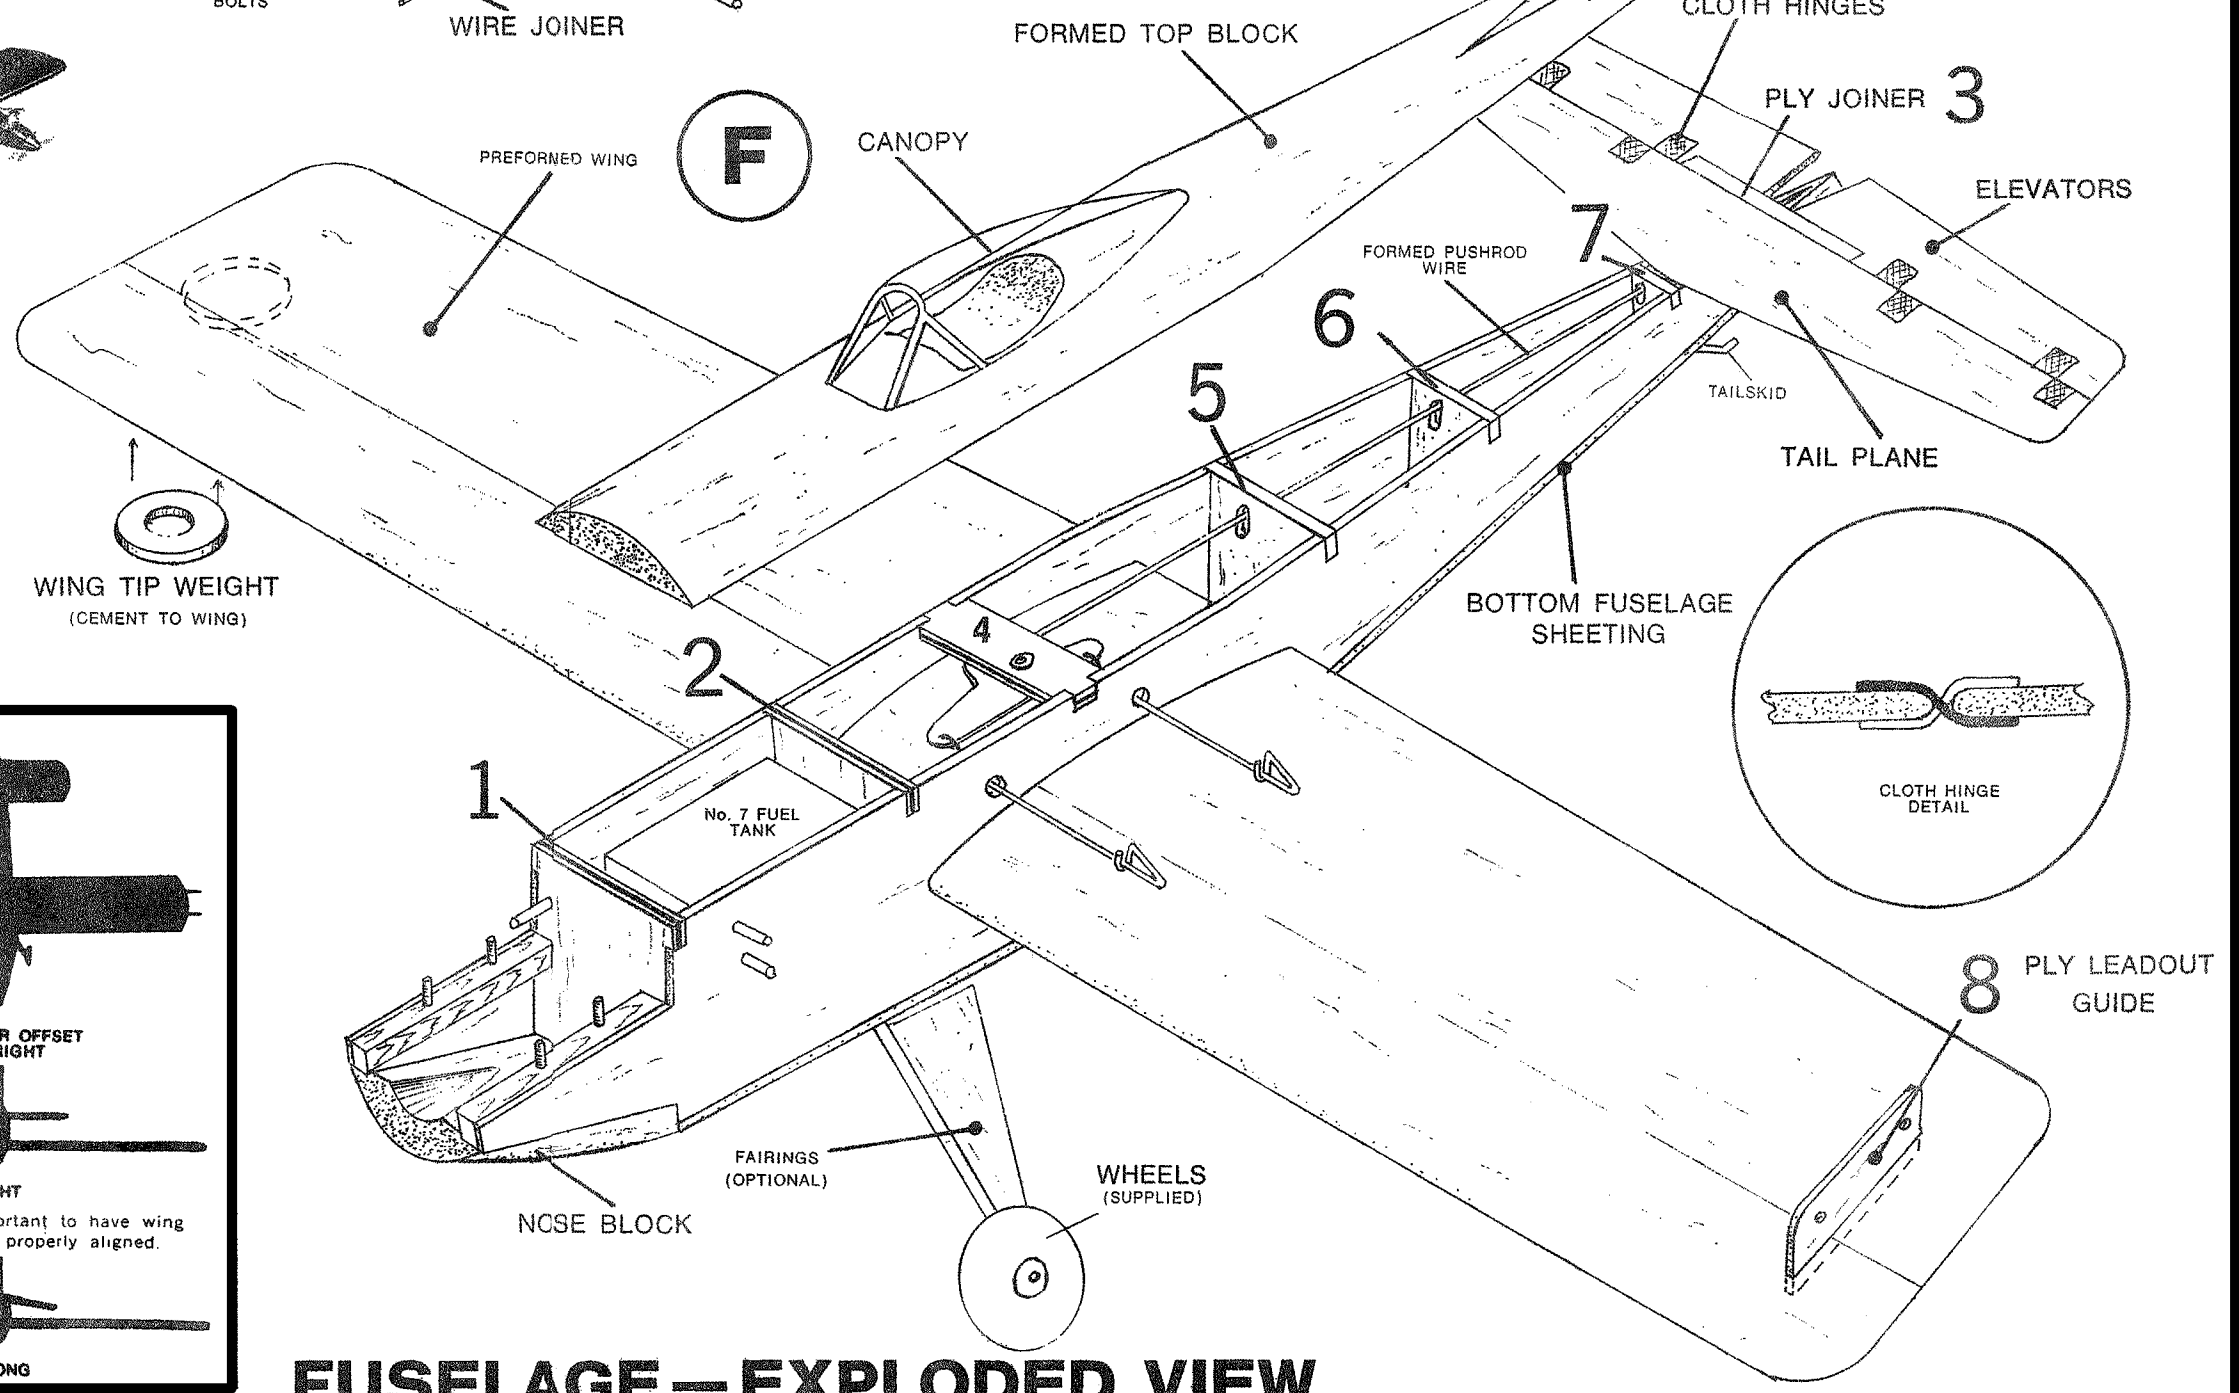 BOLTS
WIRE JOINER
FORMED TOP BLOCK
CLOTH HINGES
PLY JOINER 3
F
CANOPY
PREFORNED WING
ELEVATORS
7
FORMED PUSHROD
WIRE
6
5
TAILSKID
TAIL PLANE
WING TIP WEIGHT
(CEMENT TO WING)
BOTTOM FUSELAGE
SHEETING
4
2
1
No. 7 FUEL
TANK
CLOTH HINGE
DETAIL
8 PLY LEADOUT
GUIDE
R OFFSET
RIGHT
HT
ortant to have wing
properly aligned.
ONG
FAIRINGS
(OPTIONAL)
WHEELS
(SUPPLIED)
NOSE BLOCK
FUSELAGE—EXPLODED VIEW